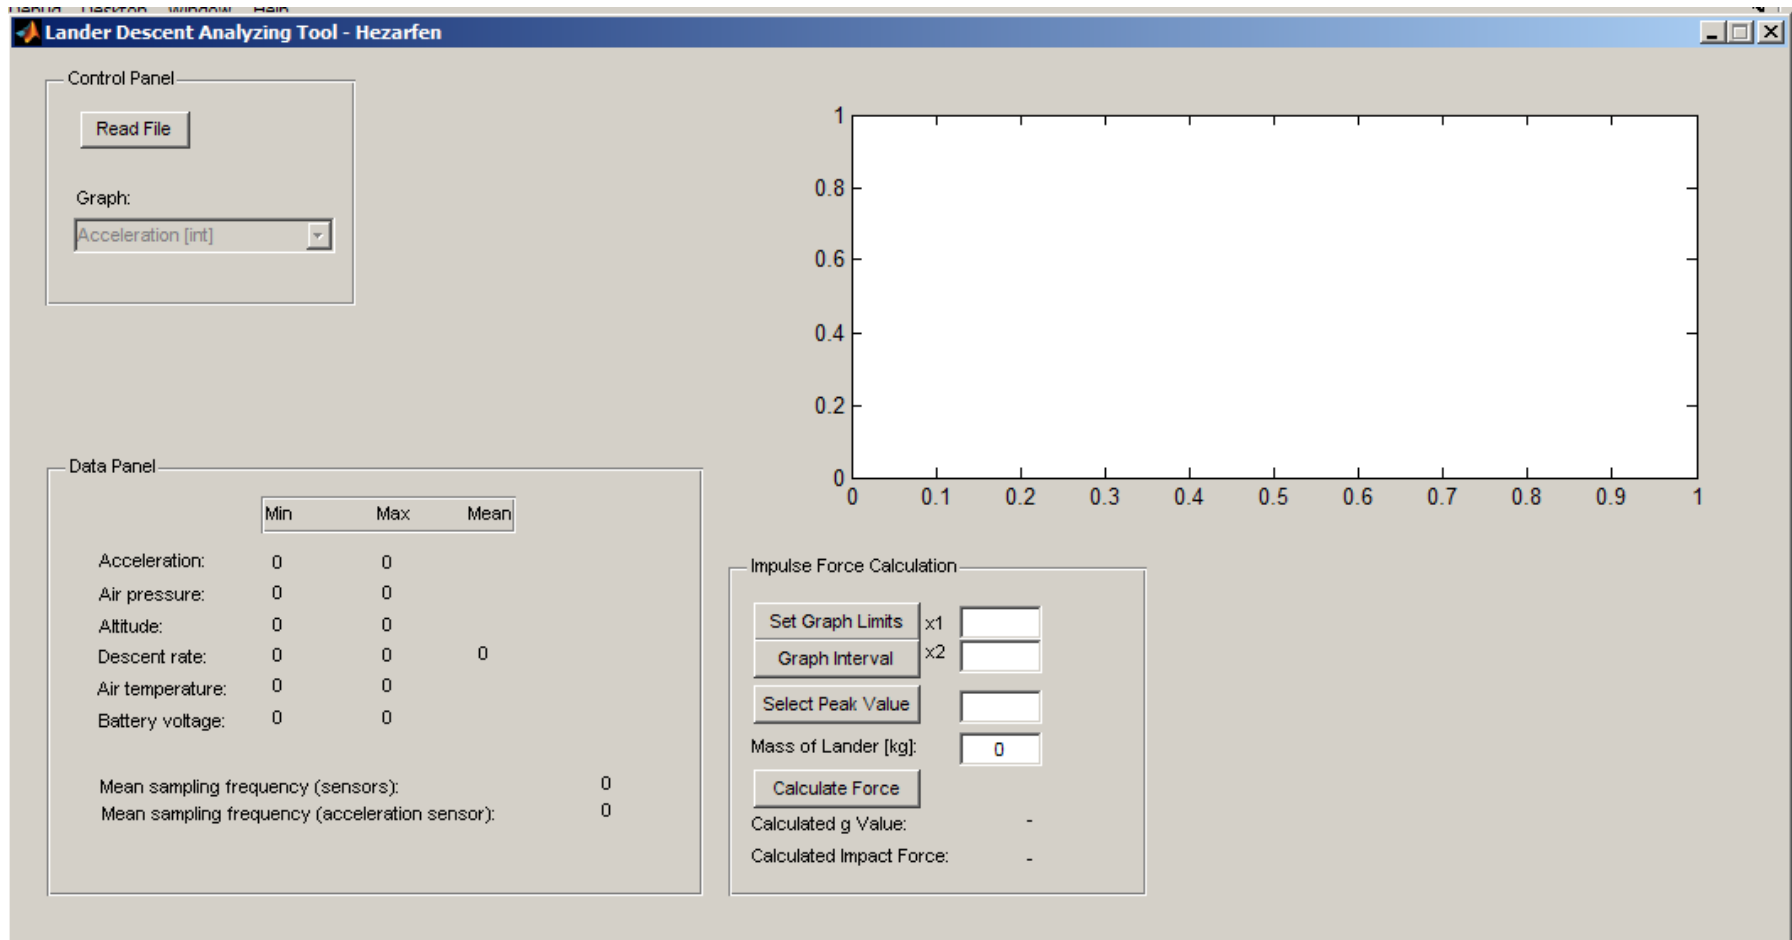 Debug Desktop Window Help
Lander Descent Analyzing Tool - Hezarfen
Control Panel
Read File
Graph:
Acceleration [int]
1
0.8
0.6
0.4
0.2
0
0 0.1 0.2 0.3 0.4 0.5 0.6 0.7 0.8 0.9 1
Data Panel
Min Max Mean
Acceleration: 0 0
Air pressure: 0 0
Altitude: 0 0
Descent rate: 0 0 0
Air temperature: 0 0
Battery voltage: 0 0
Mean sampling frequency (sensors): 0
Mean sampling frequency (acceleration sensor): 0
Impulse Force Calculation
Set Graph Limits x1
Graph Interval x2
Select Peak Value
Mass of Lander [kg]: 0
Calculate Force
Calculated g Value: -
Calculated Impact Force: -